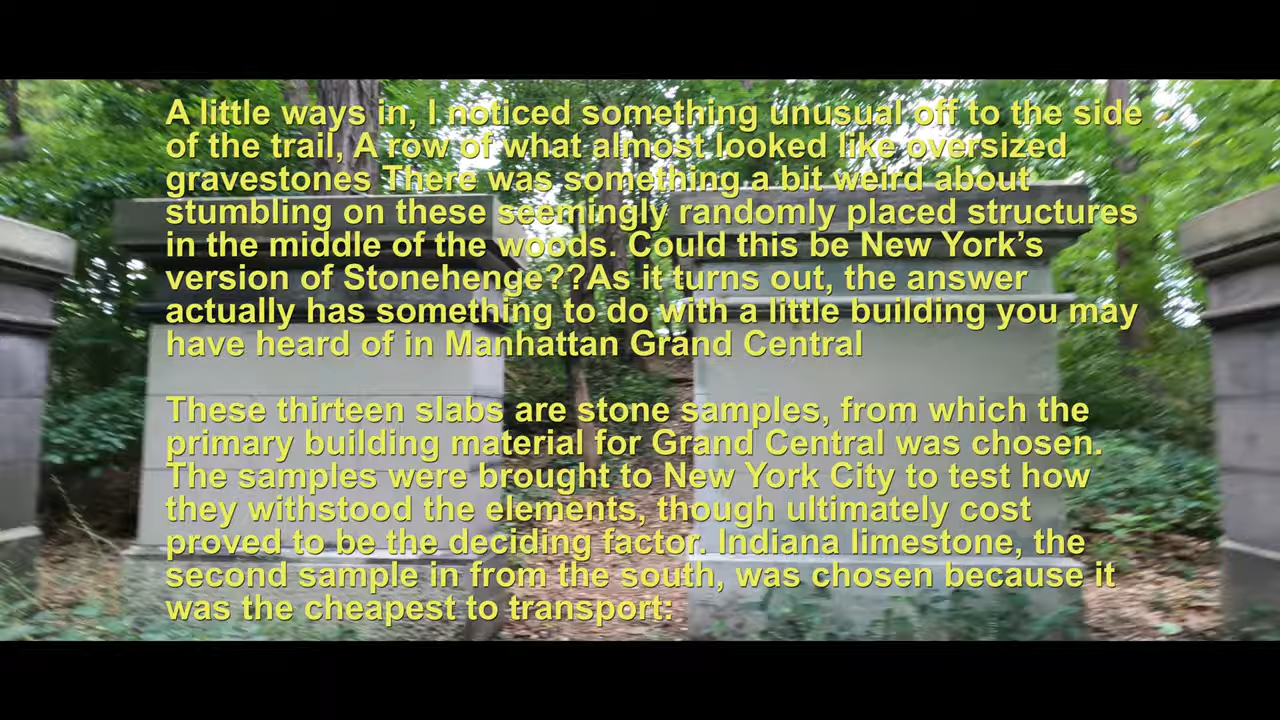 A little ways in, I noticed something unusual off to the side
of the trail, A row of what almost looked like oversized
gravestones There was something a bit weird about
stumbling on these seemingly randomly placed structures
in the middle of the woods. Could this be New York’s
version of Stonehenge??As it turns out, the answer
actually has something to do with a little building you may
have heard of in Manhattan Grand Central
These thirteen slabs are stone samples, from which the
primary building material for Grand Central was chosen.
The samples were brought to New York City to test how
they withstood the elements, though ultimately cost
proved to be the deciding factor. Indiana limestone, the
second sample in from the south, was chosen because it
was the cheapest to transport: